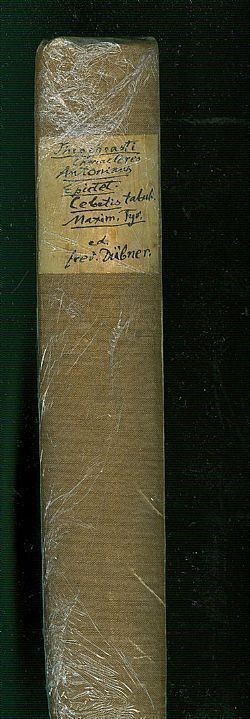 Theophrasti
Characteres
Antoninus
Epictet.
Cebetis tabul.
Maxim. Tyr.
ed.
Fred. Dübner.